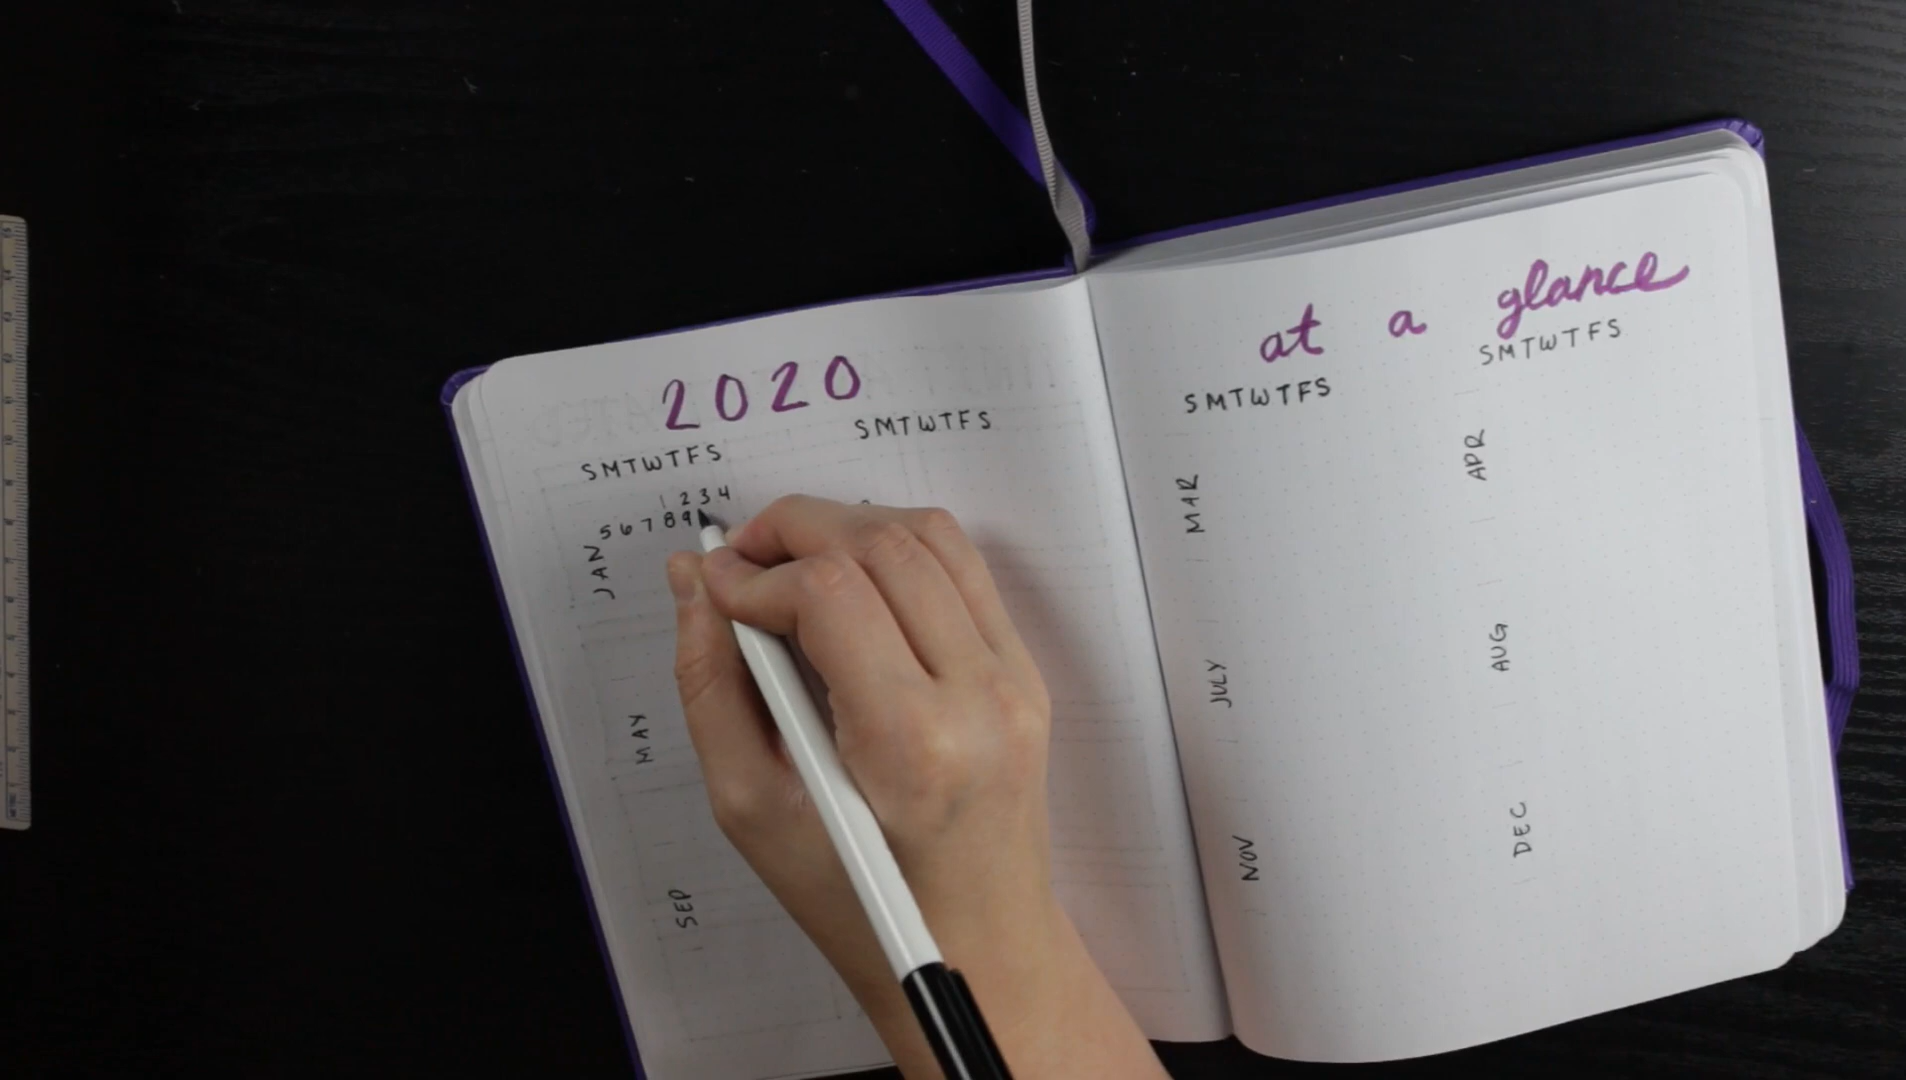 2020
SMTWTFS
SMTWTFS
1 2 3 4
5 6 7 8 9
JAN
MAY
SEP
at a glance
SMTWTFS
SMTWTFS
MAR
APR
JULY
AUG
NOV
DEC